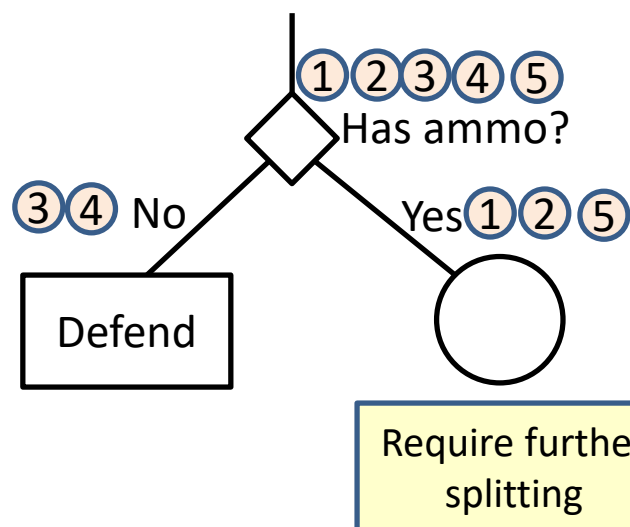 1 2 3 4 5
Has ammo?
3 4 No
Yes 1 2 5
Defend
Require furthe
splitting